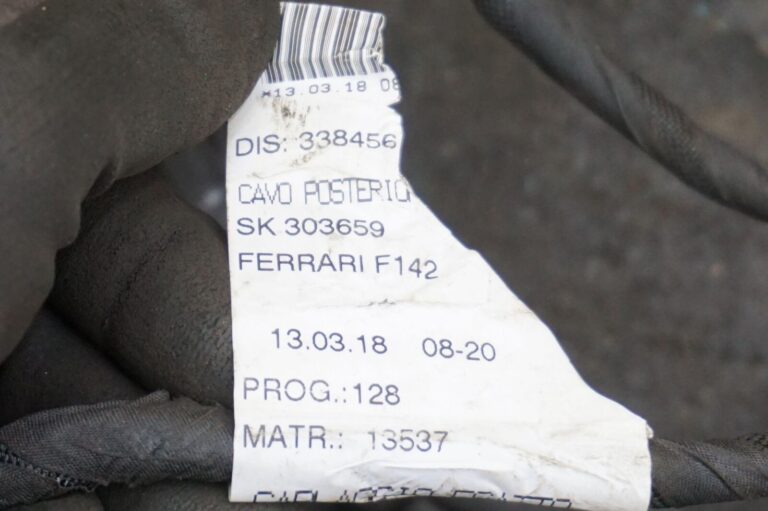 *13.03.18 08
DIS: 338456
CAVO POSTERIO
SK 303659
FERRARI F142
13.03.18 08-20
PROG.:128
MATR.: 13537